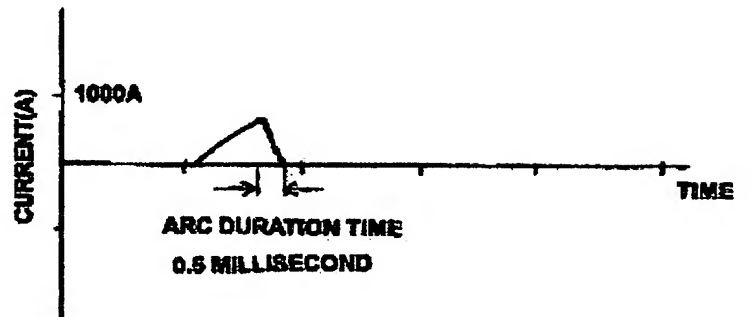 CURRENT(A)
1000A
TIME
ARC DURATION TIME
0.5 MILLISECOND